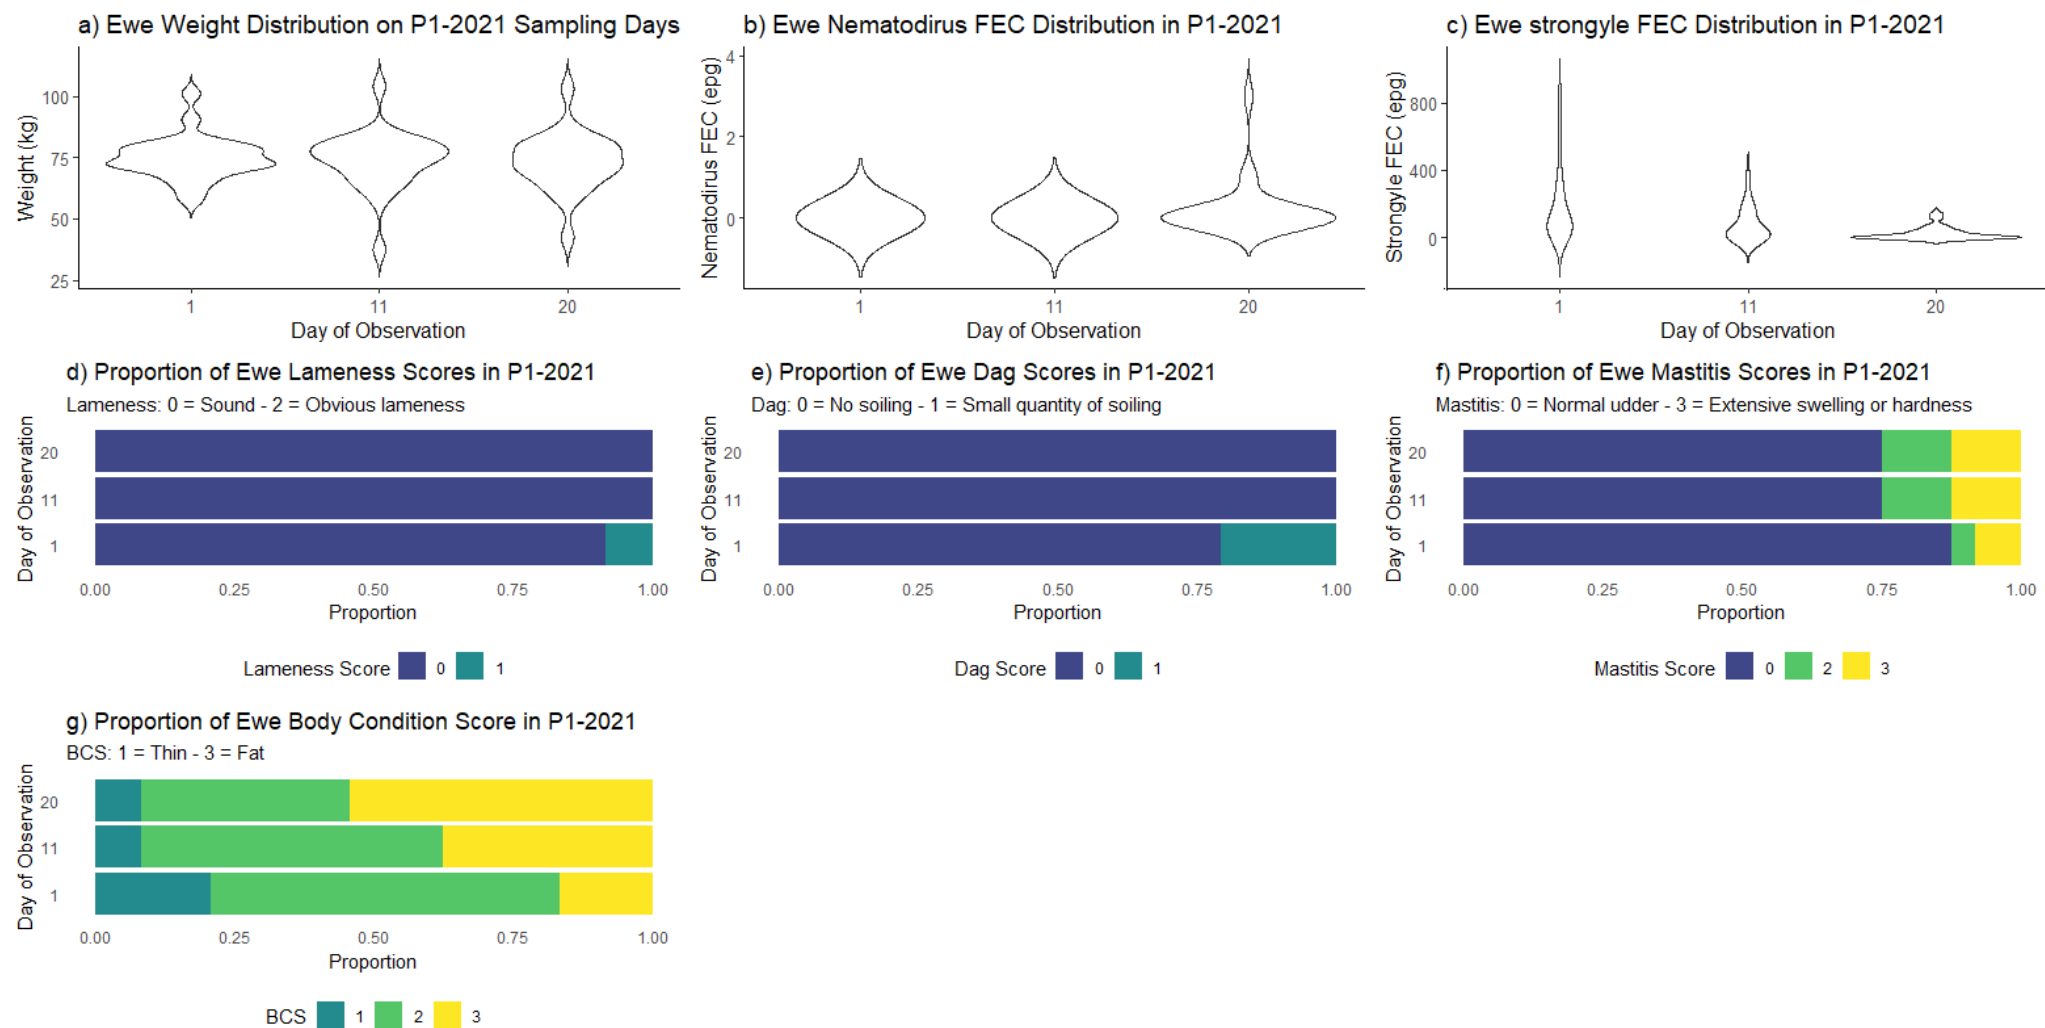 a) Ewe Weight Distribution on P1-2021 Sampling Days
Weight (kg)
100
75
50
25
1 11 20
Day of Observation
b) Ewe Nematodirus FEC Distribution in P1-2021
Nematodirus FEC (epg)
4
2
0
1 11 20
Day of Observation
c) Ewe strongyle FEC Distribution in P1-2021
Strongyle FEC (epg)
800
400
0
1 11 20
Day of Observation
d) Proportion of Ewe Lameness Scores in P1-2021
Lameness: 0 = Sound - 2 = Obvious lameness
Day of Observation
20
11
1
0.00 0.25 0.50 0.75 1.00
Proportion
Lameness Score 0 1
e) Proportion of Ewe Dag Scores in P1-2021
Dag: 0 = No soiling - 1 = Small quantity of soiling
Day of Observation
20
11
1
0.00 0.25 0.50 0.75 1.00
Proportion
Dag Score 0 1
f) Proportion of Ewe Mastitis Scores in P1-2021
Mastitis: 0 = Normal udder - 3 = Extensive swelling or hardness
Day of Observation
20
11
1
0.00 0.25 0.50 0.75 1.00
Proportion
Mastitis Score 0 2 3
g) Proportion of Ewe Body Condition Score in P1-2021
BCS: 1 = Thin - 3 = Fat
Day of Observation
20
11
1
0.00 0.25 0.50 0.75 1.00
Proportion
BCS 1 2 3